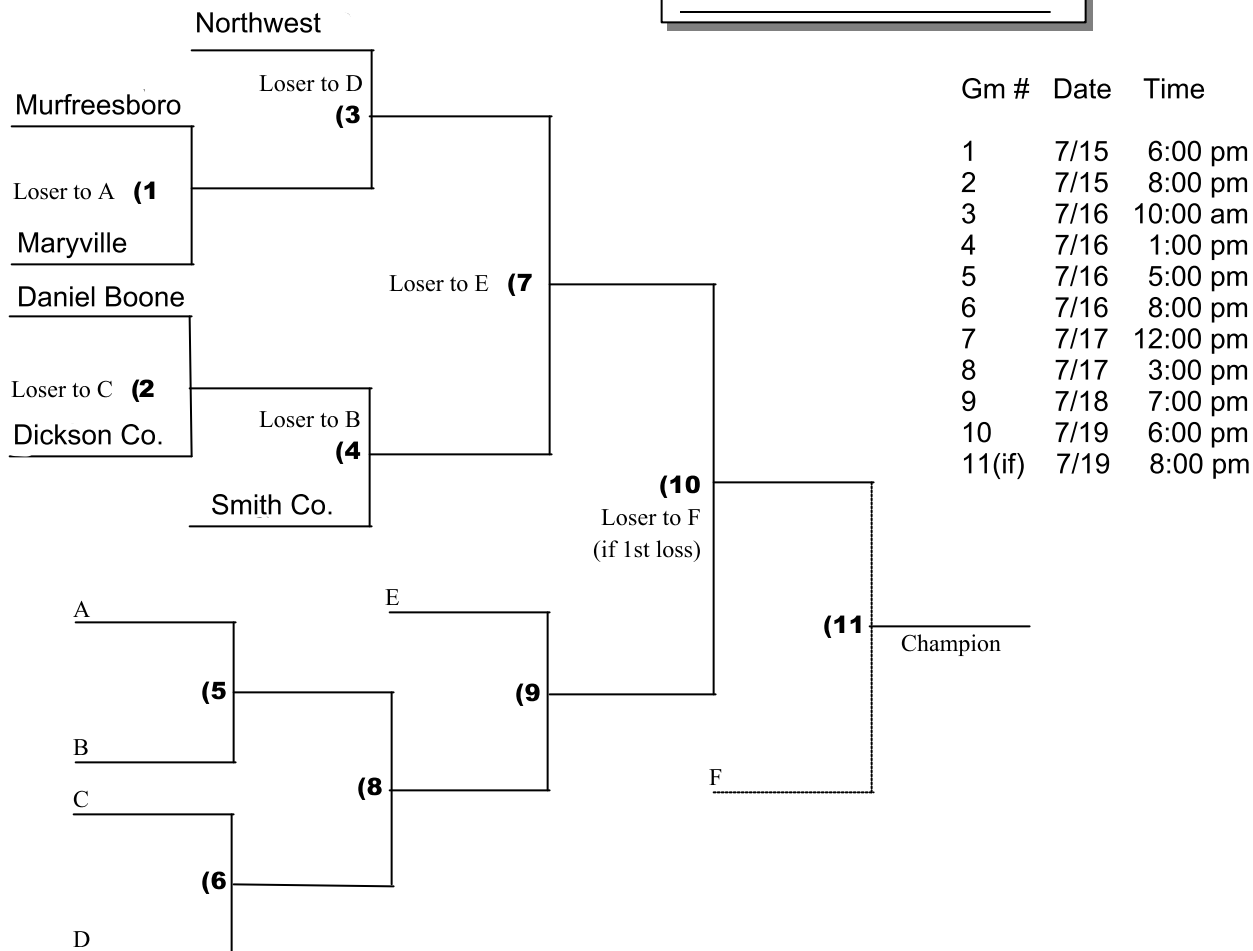 Northwest
Loser to D
(3
Murfreesboro
Loser to A (1
Maryville
Daniel Boone
Loser to E (7
Loser to C (2
Loser to B
(4
Dickson Co.
Smith Co.
(10
Loser to F
(if 1st loss)
Gm # Date Time
1 7/15 6:00 pm
2 7/15 8:00 pm
3 7/16 10:00 am
4 7/16 1:00 pm
5 7/16 5:00 pm
6 7/16 8:00 pm
7 7/17 12:00 pm
8 7/17 3:00 pm
9 7/18 7:00 pm
10 7/19 6:00 pm
11(if) 7/19 8:00 pm
A
E
(11
Champion
(5
(9
B
F
(8
C
(6
D